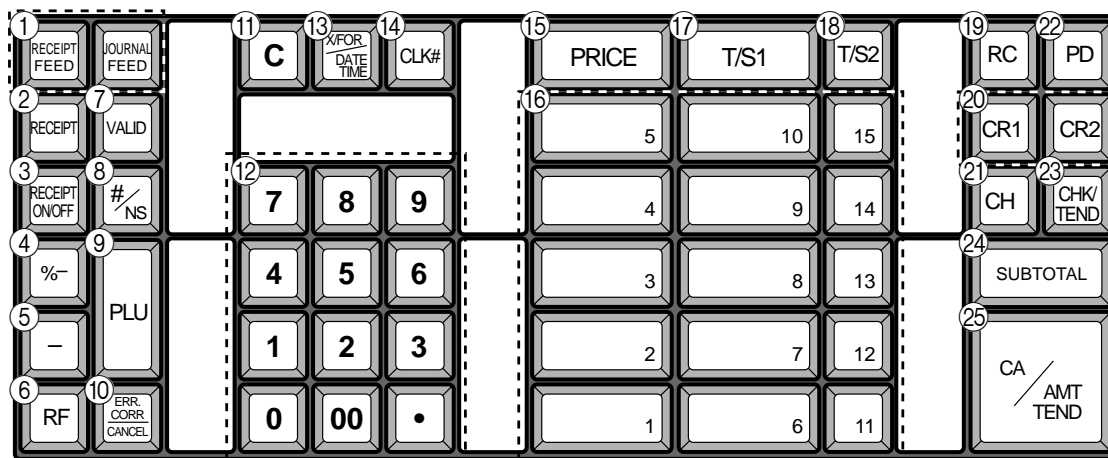 ① ⑪ ⑬ ⑭ ⑮ ⑰ ⑱ ⑲ ㉒
RECEIPT FEED
JOURNAL FEED
C
X/FOR
DATE TIME
CLK#
PRICE
T/S1
T/S2
RC
PD
② ⑦ ⑯ ⑳
RECEIPT
VALID
5
10
15
CR1
CR2
③ ⑧ ⑫ ㉑ ㉓
RECEIPT ON/OFF
#/NS
7
8
9
4
9
14
CH
CHK/ TEND
④ ⑨ ㉔
%−
PLU
4
5
6
3
8
13
SUBTOTAL
⑤ ㉕
−
1
2
3
2
7
12
CA/AMT TEND
⑥ ⑩
RF
ERR. CORR
CANCEL
0
00
•
1
6
11